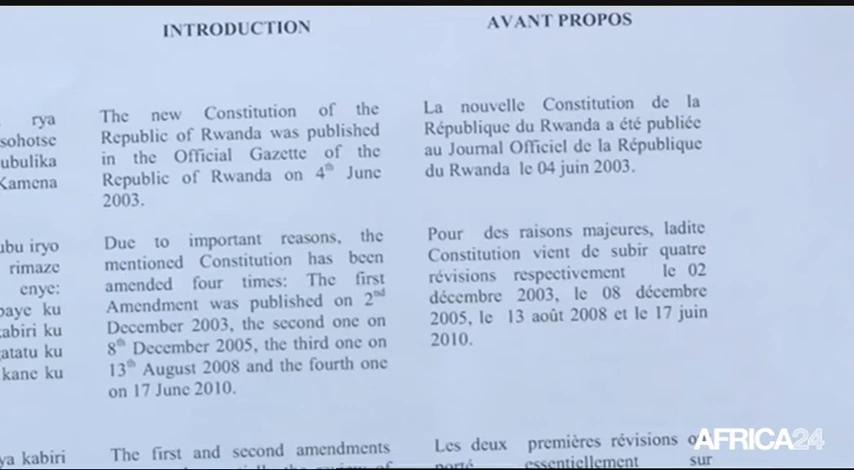 rya
sohotse
ubulika
Kamena
ubu iryo
rimaze
enye:
baye ku
kabiri ku
gatatu ku
kane ku
ya kabiri
INTRODUCTION
The new Constitution of the
Republic of Rwanda was published
in the Official Gazette of the
Republic of Rwanda on 4th June
2003.
Due to important reasons, the
mentioned Constitution has been
amended four times: The first
Amendment was published on 2nd
December 2003, the second one on
8th December 2005, the third one on
13th August 2008 and the fourth one
on 17 June 2010.
The first and second amendments
the review of
AVANT PROPOS
La nouvelle Constitution de la
République du Rwanda a été publiée
au Journal Officiel de la République
du Rwanda le 04 juin 2003.
Pour des raisons majeures, ladite
Constitution vient de subir quatre
révisions respectivement le 02
décembre 2003, le 08 décembre
2005, le 13 août 2008 et le 17 juin
2010.
Les deux premières révisions
porté essentiellement sur
AFRICA24